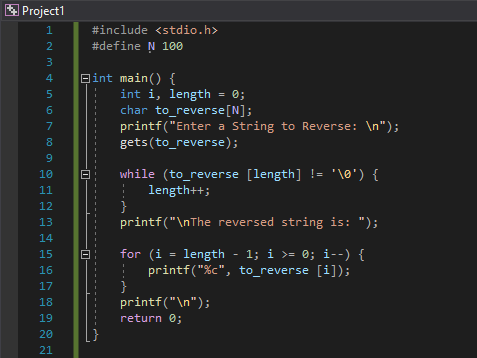 Project1
1 #include <stdio.h>
2 #define N 100
3
4 int main() {
5 int i, length = 0;
6 char to_reverse[N];
7 printf("Enter a String to Reverse: \n");
8 gets(to_reverse);
9
10 while (to_reverse [length] != '\0') {
11 length++;
12 }
13 printf("\nThe reversed string is: ");
14
15 for (i = length - 1; i >= 0; i--) {
16 printf("%c", to_reverse [i]);
17 }
18 printf("\n");
19 return 0;
20 }
21